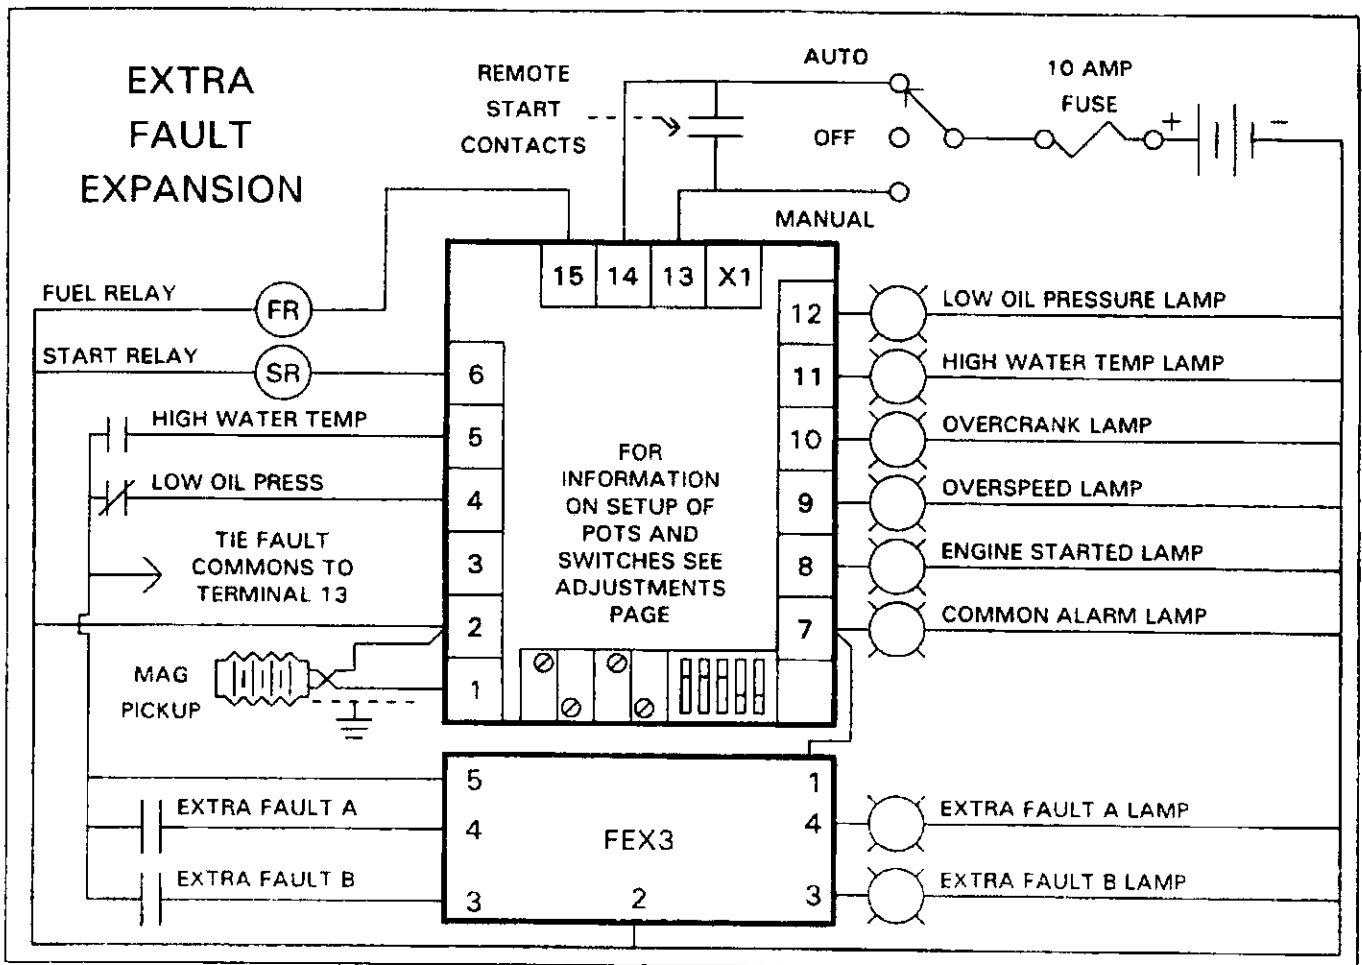 EXTRA
FAULT
EXPANSION
REMOTE
START
CONTACTS
AUTO
OFF
MANUAL
10 AMP
FUSE
+
-
15
14
13
X1
FUEL RELAY
FR
START RELAY
SR
HIGH WATER TEMP
LOW OIL PRESS
TIE FAULT
COMMONS TO
TERMINAL 13
MAG
PICKUP
6
5
4
3
2
1
FOR
INFORMATION
ON SETUP OF
POTS AND
SWITCHES SEE
ADJUSTMENTS
PAGE
12
11
10
9
8
7
LOW OIL PRESSURE LAMP
HIGH WATER TEMP LAMP
OVERCRANK LAMP
OVERSPEED LAMP
ENGINE STARTED LAMP
COMMON ALARM LAMP
EXTRA FAULT A
EXTRA FAULT B
5
4
3
FEX3
2
1
4
3
EXTRA FAULT A LAMP
EXTRA FAULT B LAMP